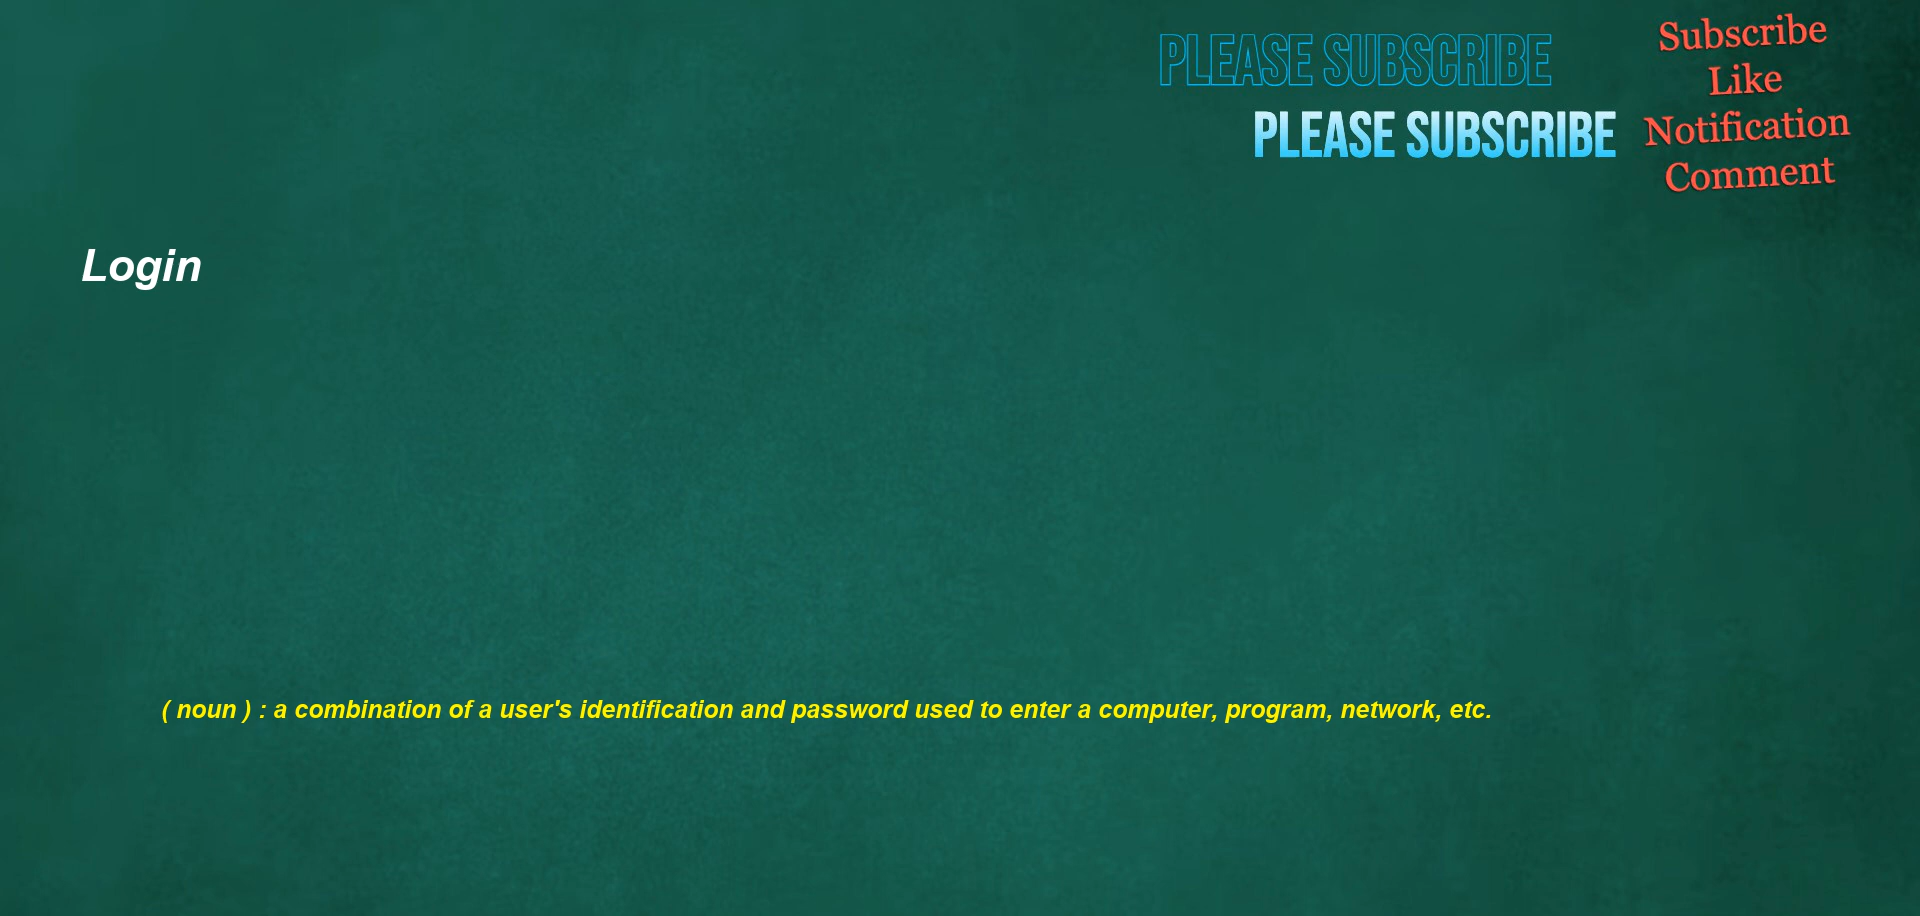 PLEASE SUBSCRIBE
PLEASE SUBSCRIBE
Subscribe
Like
Notification
Comment
Login
( noun ) : a combination of a user's identification and password used to enter a computer, program, network, etc.